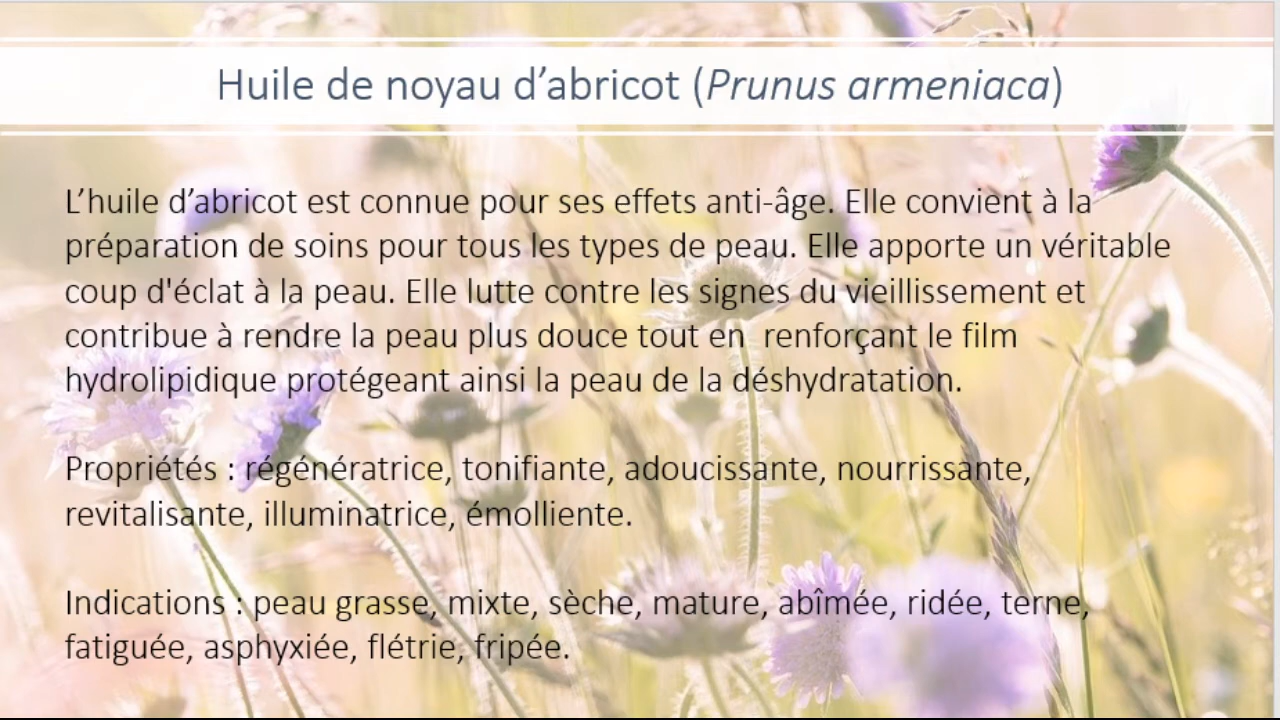 Huile de noyau d’abricot (Prunus armeniaca)
L’huile d’abricot est connue pour ses effets anti-âge. Elle convient à la
préparation de soins pour tous les types de peau. Elle apporte un véritable
coup d'éclat à la peau. Elle lutte contre les signes du vieillissement et
contribue à rendre la peau plus douce tout en  renforçant le film
hydrolipidique protégeant ainsi la peau de la déshydratation.
Propriétés : régénératrice, tonifiante, adoucissante, nourrissante,
revitalisante, illuminatrice, émolliente.
Indications : peau grasse, mixte, sèche, mature, abîmée, ridée, terne,
fatiguée, asphyxiée, flétrie, fripée.